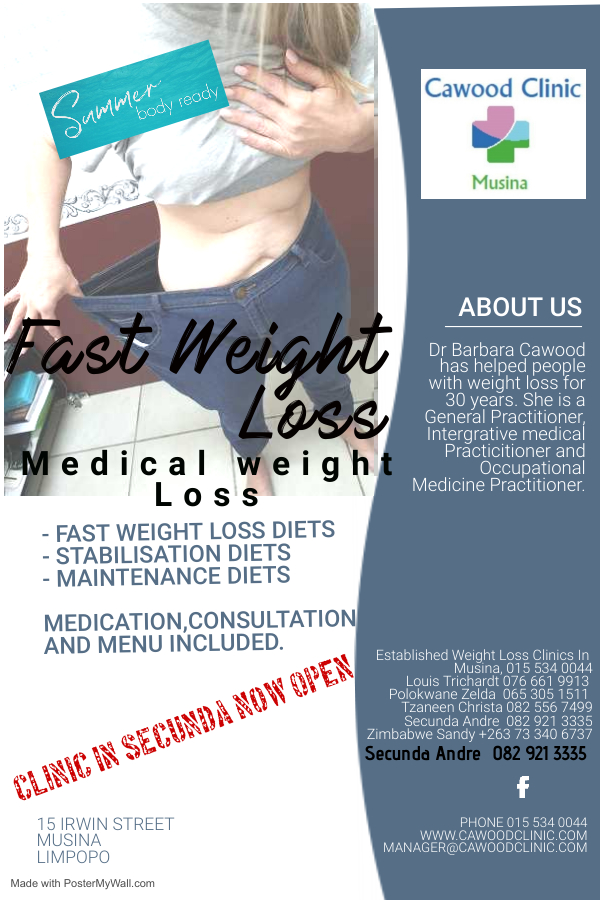 Summer
body ready
Cawood Clinic
Musina
ABOUT US
Dr Barbara Cawood
has helped people
with weight loss for
30 years. She is a
General Practitioner,
Intergrative medical
Practicitioner and
Occupational
Medicine Practitioner.
Fast Weight
Loss
Medical weight
Loss
- FAST WEIGHT LOSS DIETS
- STABILISATION DIETS
- MAINTENANCE DIETS
MEDICATION,CONSULTATION
AND MENU INCLUDED.
CLINIC IN SECUNDA NOW OPEN
15 IRWIN STREET
MUSINA
LIMPOPO
Established Weight Loss Clinics In
Musina, 015 534 0044
Louis Trichardt 076 661 9913
Polokwane Zelda 065 305 1511
Tzaneen Christa 082 556 7499
Secunda Andre 082 921 3335
Zimbabwe Sandy +263 73 340 6737
Secunda Andre 082 921 3335
PHONE 015 534 0044
WWW.CAWOODCLINIC.COM
MANAGER@CAWOODCLINIC.COM
Made with PosterMyWall.com